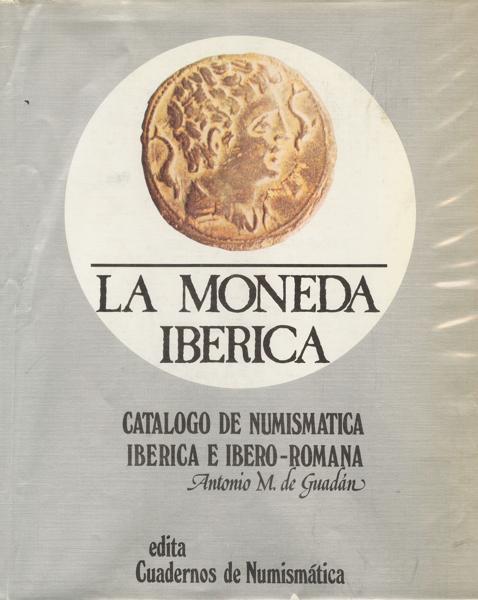 LA MONEDA
IBERICA
CATALOGO DE NUMISMATICA
IBERICA E IBERO-ROMANA
Antonio M. de Guadán
edita
Cuadernos de Numismática